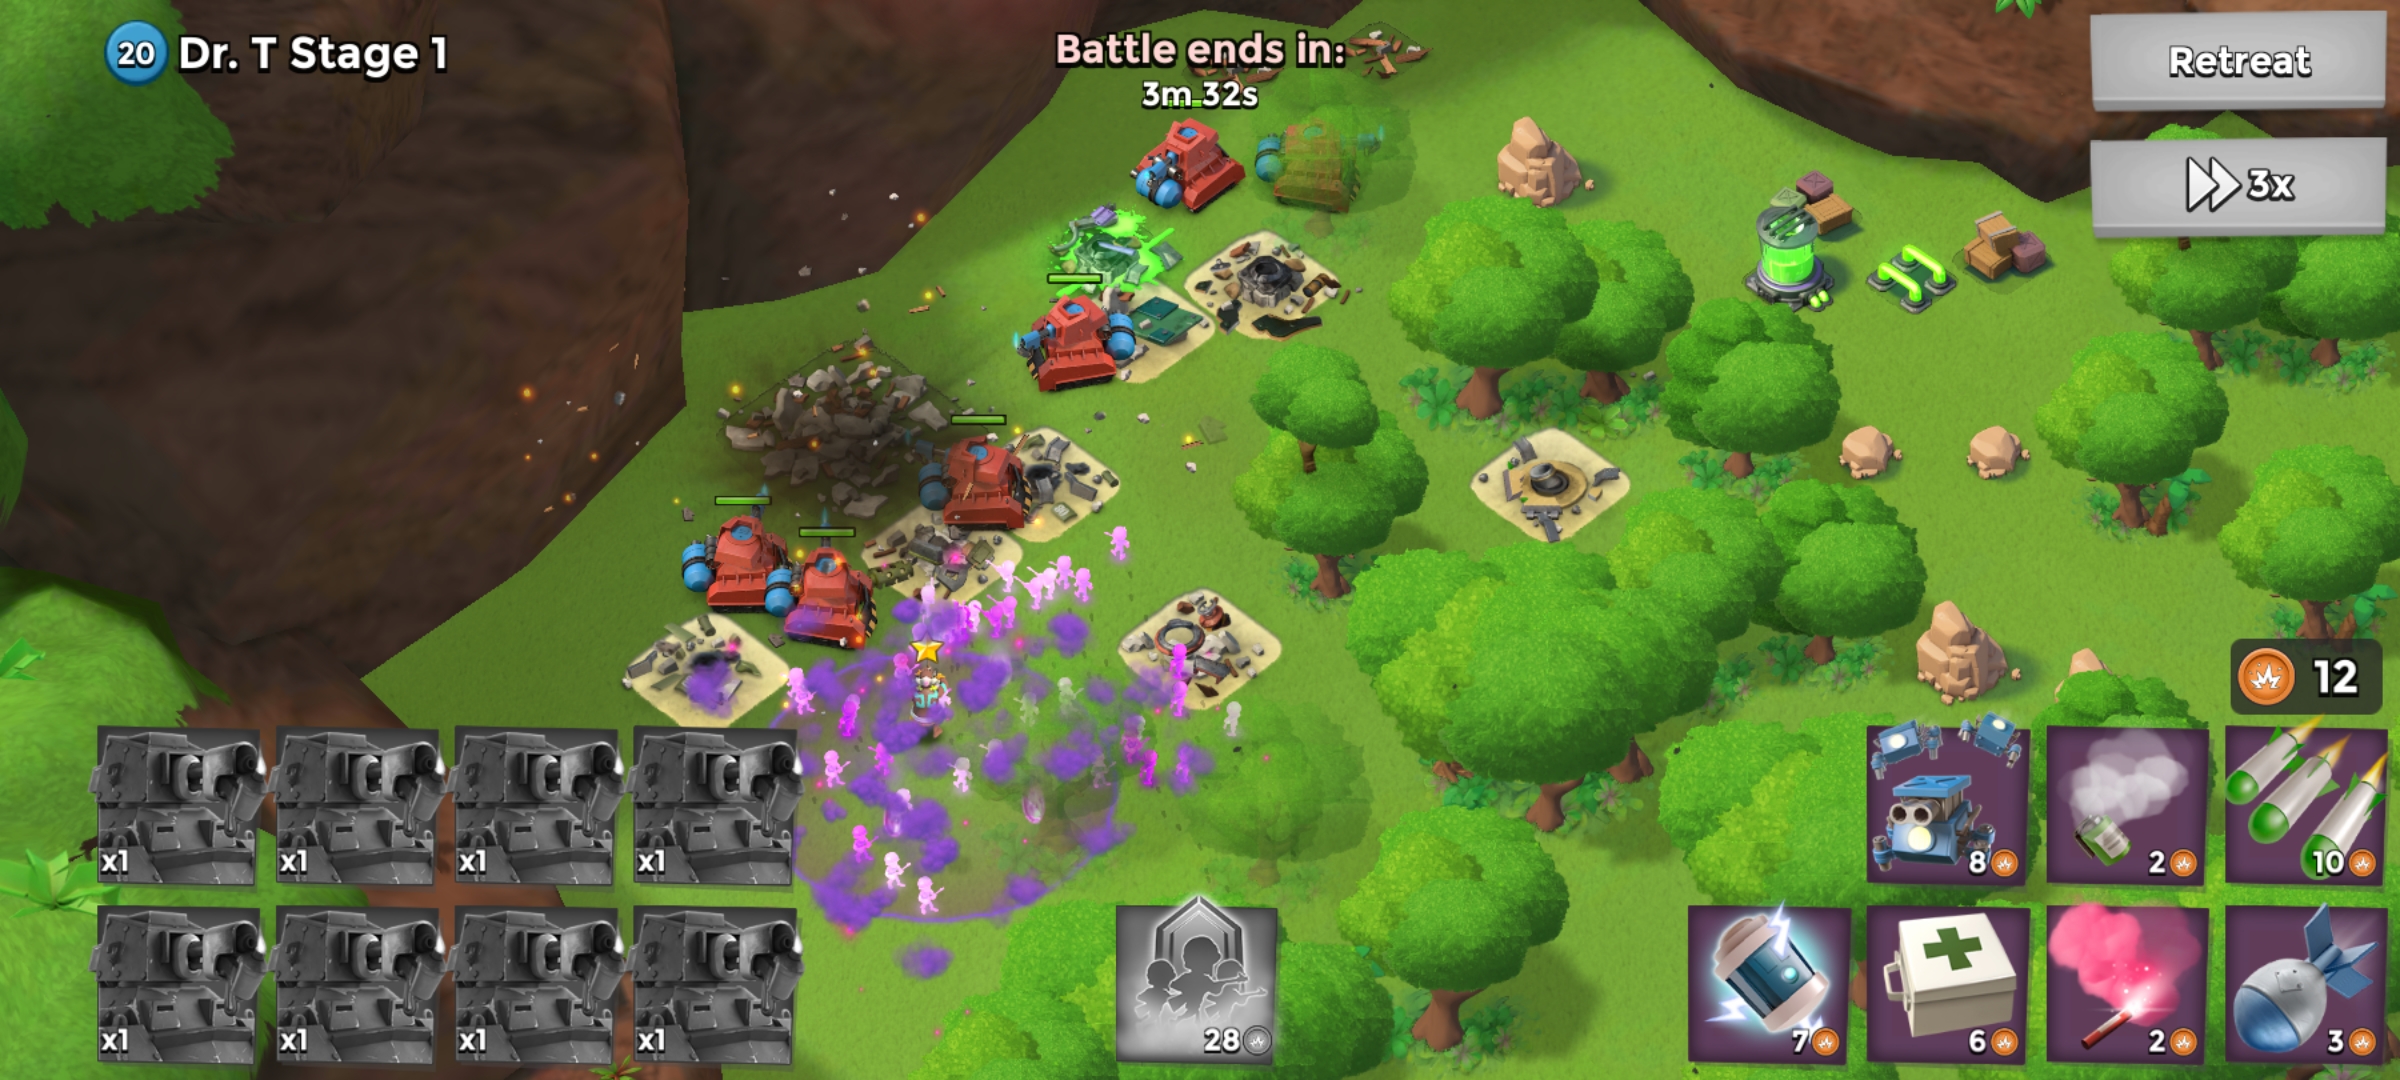 20 Dr. T Stage 1
Battle ends in:
3m 32s
Retreat
3x
12
8
2
10
x1
x1
x1
x1
x1
x1
x1
x1
28
7
6
2
3